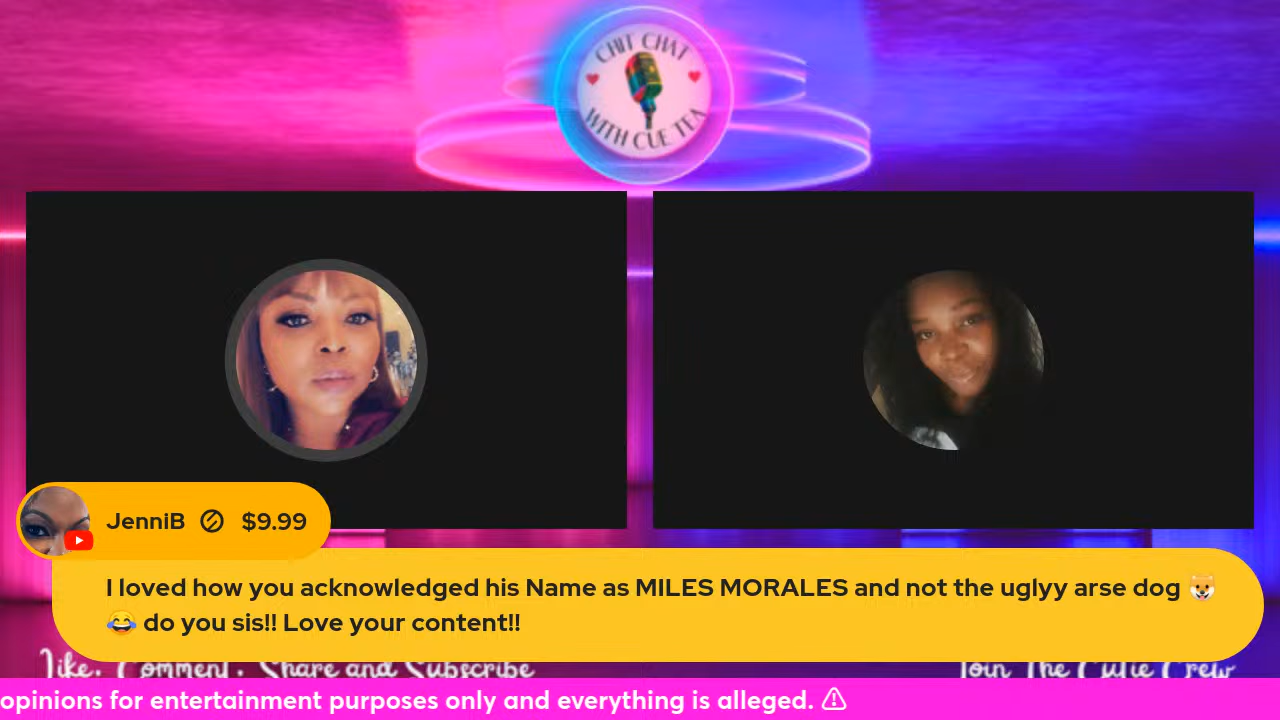 CHIT CHAT
WITH CUE TEA
JenniB $9.99
I loved how you acknowledged his Name as MILES MORALES and not the uglyy arse dog 🐶
😂 do you sis!! Love your content!!
Like, Comment, Share and Subscribe
Join The CuTie Crew
opinions for entertainment purposes only and everything is alleged. ⚠